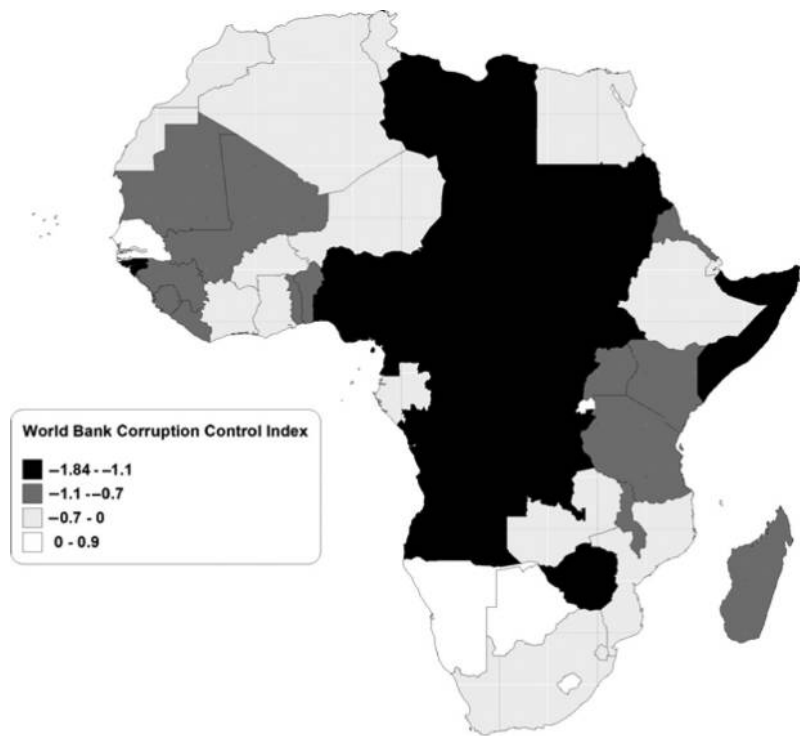 World Bank Corruption Control Index
–1.84 - –1.1
–1.1 - –0.7
–0.7 - 0
0 - 0.9